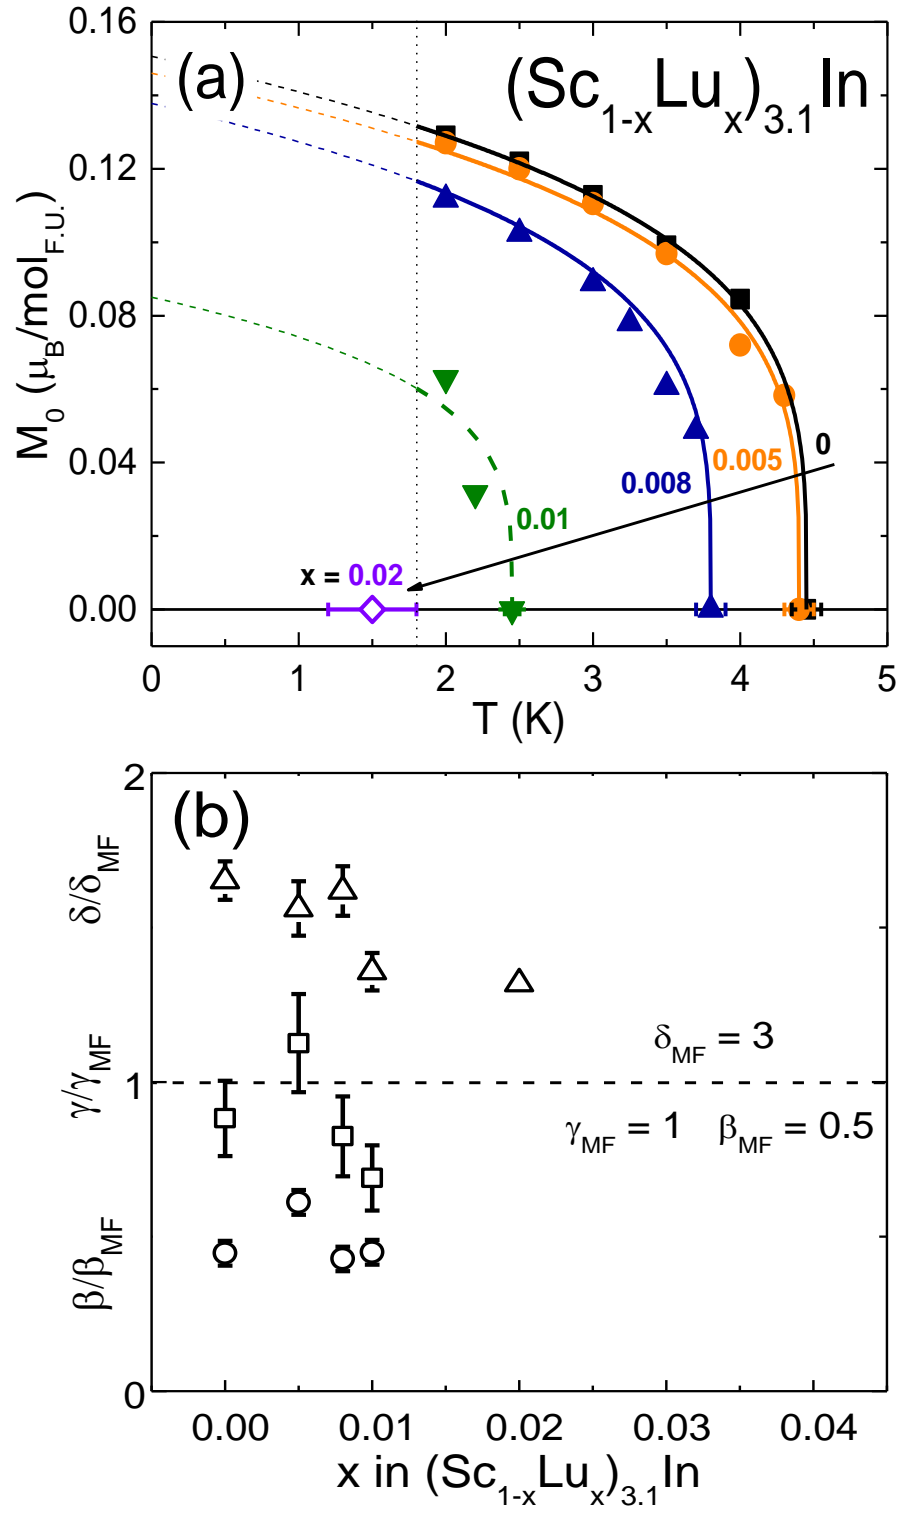 (a)
(Sc1-xLux)3.1In
0.16
0.12
0.08
0.04
0.00
M0 (μB/molF.U.)
0
0.005
0.008
0.01
x = 0.02
0 1 2 3 4 5
T (K)
(b)
2
1
0
δ/δMF
γ/γMF
β/βMF
δMF = 3
γMF = 1 βMF = 0.5
0.00 0.01 0.02 0.03 0.04
x in (Sc1-xLux)3.1In